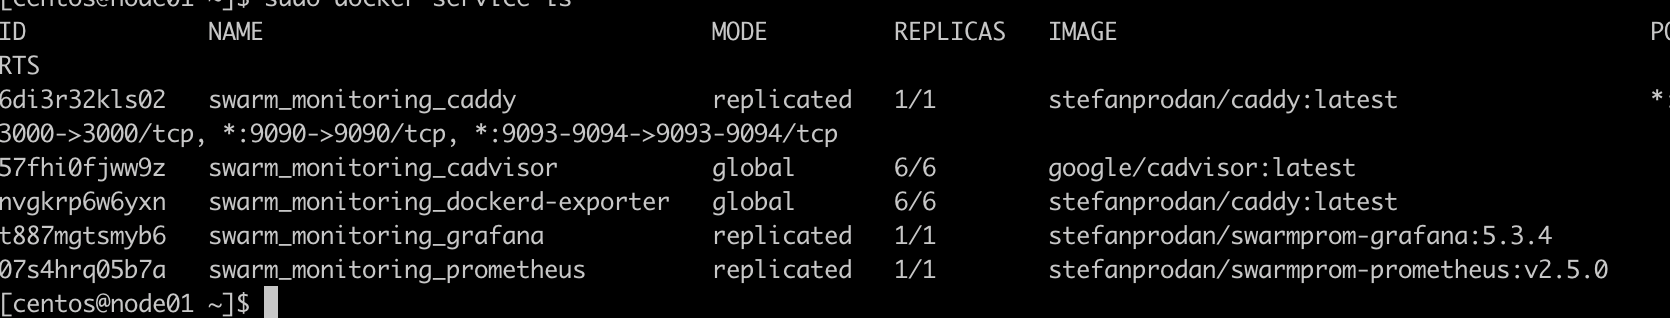 [centos@node01 ~]$ sudo docker service ls
ID NAME MODE REPLICAS IMAGE PO
RTS
6di3r32kls02 swarm_monitoring_caddy replicated 1/1 stefanprodan/caddy:latest *:
3000->3000/tcp, *:9090->9090/tcp, *:9093-9094->9093-9094/tcp
57fhi0fjww9z swarm_monitoring_cadvisor global 6/6 google/cadvisor:latest
nvgkrp6w6yxn swarm_monitoring_dockerd-exporter global 6/6 stefanprodan/caddy:latest
t887mgtsmyb6 swarm_monitoring_grafana replicated 1/1 stefanprodan/swarmprom-grafana:5.3.4
07s4hrq05b7a swarm_monitoring_prometheus replicated 1/1 stefanprodan/swarmprom-prometheus:v2.5.0
[centos@node01 ~]$